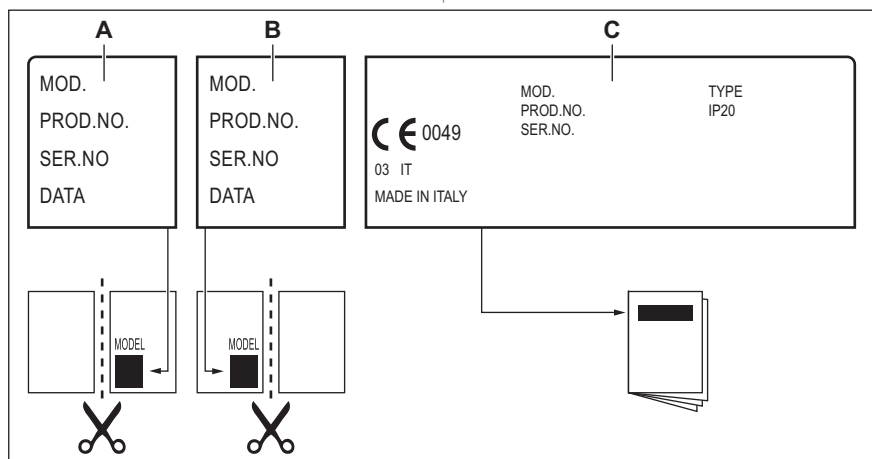 A
B
C
MOD.
PROD.NO.
SER.NO
DATA
MOD.
PROD.NO.
SER.NO
DATA
CE 0049
03 IT
MADE IN ITALY
MOD.
PROD.NO.
SER.NO.
TYPE
IP20
MODEL
MODEL